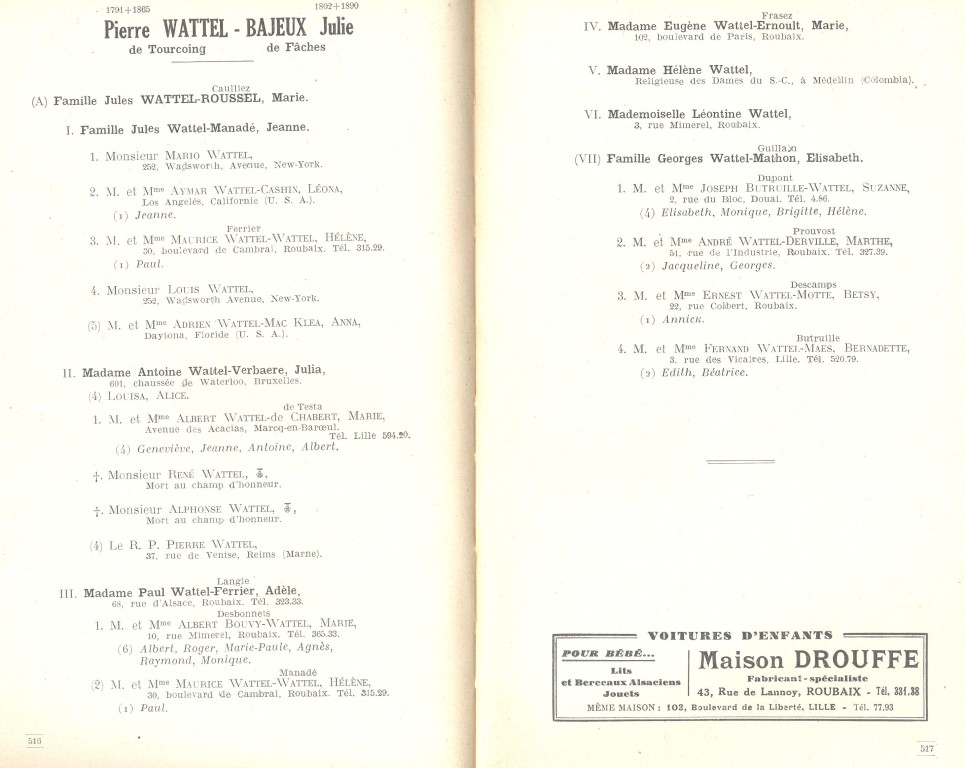 1791+1865 1802+1890
Pierre WATTEL - BAJEUX Julie
de Tourcoing de Fâches
Caulliez
(A) Famille Jules WATTEL-ROUSSEL, Marie.
I. Famille Jules Wattel-Manadé, Jeanne.
1. Monsieur MARIO WATTEL,
252, Wadsworth, Avenue, New-York.
2. M. et Mme AYMAR WATTEL-CASHIN, LÉONA,
Los Angelés, Californie (U. S. A.).
(1) Jeanne.
Ferrier
3. M. et Mme MAURICE WATTEL-WATTEL, HÉLÈNE,
30, boulevard de Cambrai, Roubaix. Tél. 315.29.
(1) Paul.
4. Monsieur LOUIS WATTEL,
252, Wadsworth Avenue, New-York.
(5) M. et Mme ADRIEN WATTEL-MAC KLEA, ANNA,
Daytona, Floride (U. S. A.).
II. Madame Antoine Wattel-Verbaere, Julia,
601, chaussée de Waterloo, Bruxelles.
(4) LOUISA, ALICE.
de Testa
1. M. et Mme ALBERT WATTEL-de CHABERT, MARIE,
Avenue des Acacias, Marcq-en-Barœul.
Tél. Lille 504.20.
(4) Geneviève, Jeanne, Antoine, Albert.
†. Monsieur RENÉ WATTEL,
Mort au champ d'honneur.
†. Monsieur ALPHONSE WATTEL,
Mort au champ d'honneur.
(4) Le R. P. PIERRE WATTEL,
37, rue de Venise, Reims (Marne).
Langle
III. Madame Paul Wattel-Ferrier, Adèle,
68, rue d'Alsace, Roubaix. Tél. 323.33.
Desbonnets
1. M. et Mme ALBERT BOUVY-WATTEL, MARIE,
10, rue Mimerel, Roubaix. Tél. 365.33.
(6) Albert, Roger, Marie-Paule, Agnès,
Raymond, Monique.
Manadé
(2) M. et Mme MAURICE WATTEL-WATTEL, HÉLÈNE,
30, boulevard de Cambrai, Roubaix. Tél. 315.29.
(1) Paul.
516
Frasez
IV. Madame Eugène Wattel-Ernoult, Marie,
102, boulevard de Paris, Roubaix.
V. Madame Hélène Wattel,
Religieuse des Dames du S.-C., à Médellin (Colombia).
VI. Mademoiselle Léontine Wattel,
3, rue Mimerel, Roubaix.
Guillain
(VII) Famille Georges Wattel-Mathon, Elisabeth.
Dupont
1. M. et Mme JOSEPH BUTRUILLE-WATTEL, SUZANNE,
2, rue du Bloc, Douai. Tél. 4.86.
(4) Elisabeth, Monique, Brigitte, Hélène.
Prouvost
2. M. et Mme ANDRÉ WATTEL-DERVILLE, MARTHE,
51, rue de l'Industrie, Roubaix. Tél. 327.39.
(2) Jacqueline, Georges.
Descamps
3. M. et Mme ERNEST WATTEL-MOTTE, BETSY,
22, rue Colbert, Roubaix.
(1) Annick.
Butruille
4. M. et Mme FERNAND WATTEL-MAES, BERNADETTE,
3, rue des Vicaires, Lille. Tél. 520.79.
(2) Edith, Béatrice.
VOITURES D'ENFANTS
POUR BÉBÉ...
Lits
et Berceaux Alsaciens
Jouets
Maison DROUFFE
Fabricant-spécialiste
43, Rue de Lannoy, ROUBAIX - Tél. 331.38
MÊME MAISON : 103, Boulevard de la Liberté, LILLE - Tél. 77.93
517